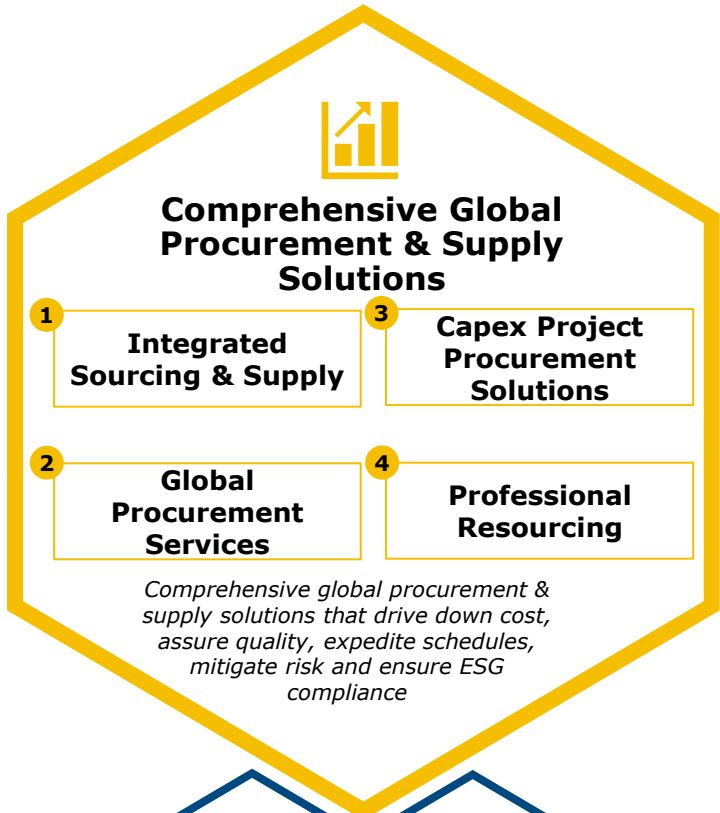 Comprehensive Global
Procurement & Supply
Solutions
1
Integrated
Sourcing & Supply
2
Global
Procurement
Services
3
Capex Project
Procurement
Solutions
4
Professional
Resourcing
Comprehensive global procurement &
supply solutions that drive down cost,
assure quality, expedite schedules,
mitigate risk and ensure ESG
compliance